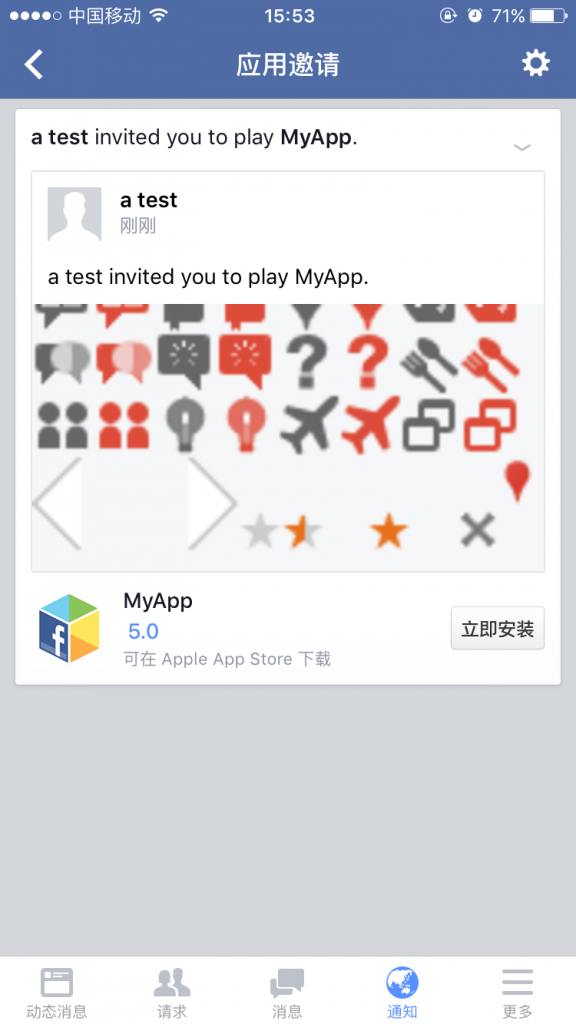 中国移动 15:53 71%
应用邀请
a test invited you to play MyApp.
a test
刚刚
a test invited you to play MyApp.
MyApp
5.0
立即安装
可在 Apple App Store 下载
动态消息 请求 消息 通知 更多